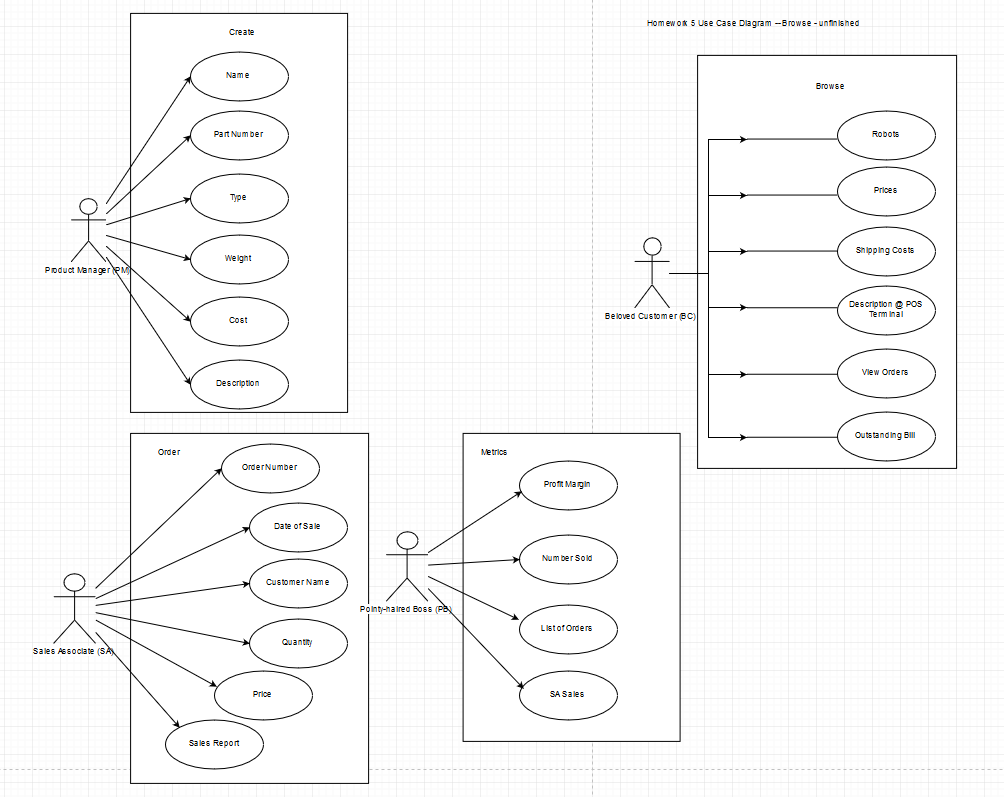 Homework 5 Use Case Diagram --Browse - unfinished
Create
Name
Part Number
Type
Weight
Cost
Description
Product Manager (PM)
Browse
Robots
Prices
Shipping Costs
Description @ POS
Terminal
View Orders
Outstanding Bill
Beloved Customer (BC)
Order
Order Number
Date of Sale
Customer Name
Quantity
Price
Sales Report
Sales Associate (SA)
Metrics
Profit Margin
Number Sold
List of Orders
SA Sales
Pointy-haired Boss (PB)